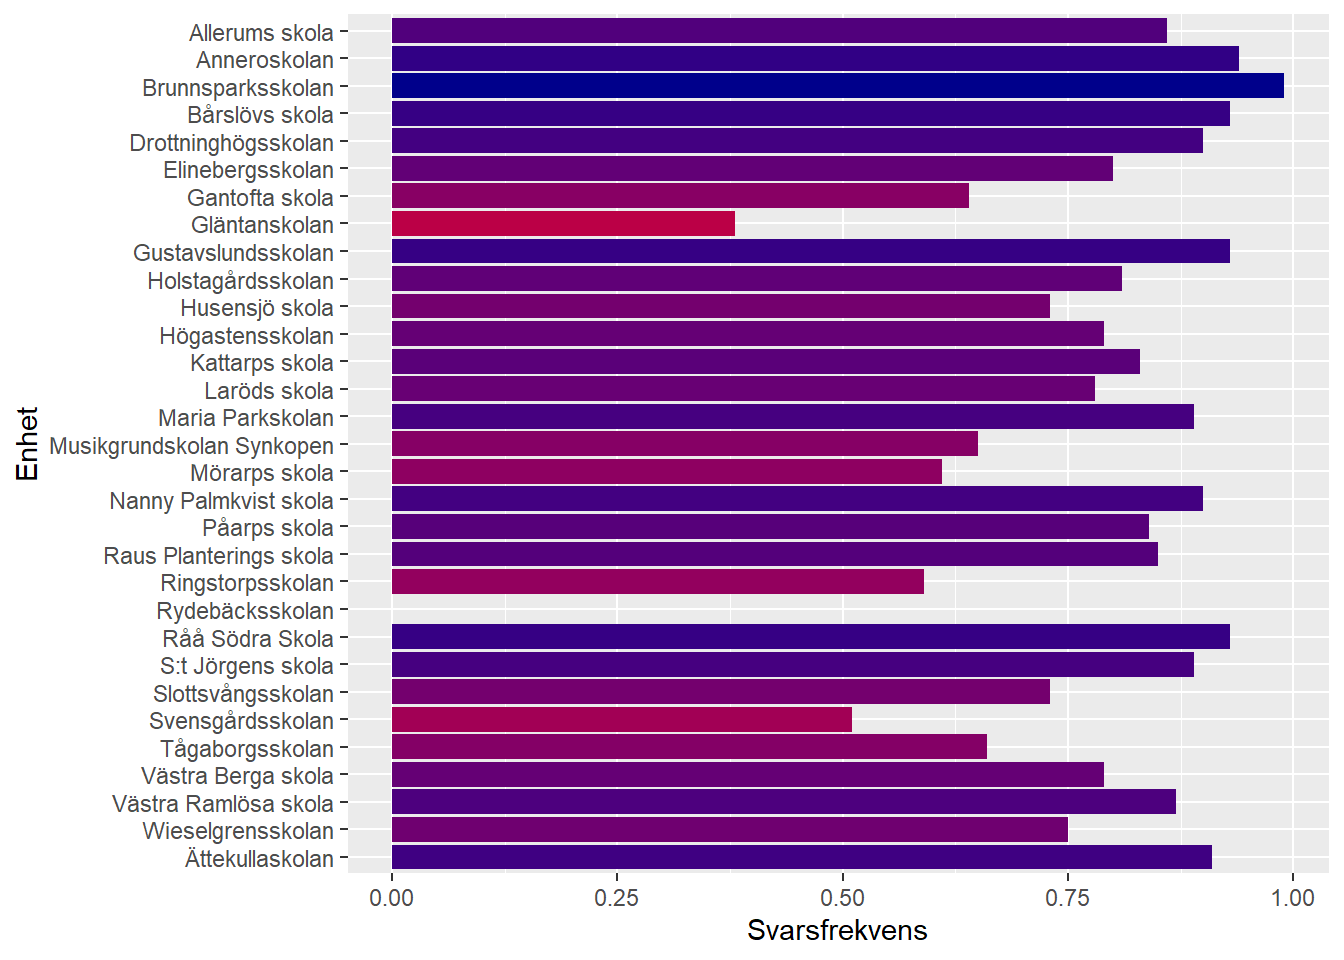 Allerums skola
Anneroskolan
Brunnsparksskolan
Bårslövs skola
Drottninghögsskolan
Elinebergsskolan
Gantofta skola
Gläntanskolan
Gustavslundsskolan
Holstagårdsskolan
Husensjö skola
Högastensskolan
Kattarps skola
Laröds skola
Maria Parkskolan
Musikgrundskolan Synkopen
Mörarps skola
Nanny Palmkvist skola
Påarps skola
Raus Planterings skola
Ringstorpsskolan
Rydebäcksskolan
Råå Södra Skola
S:t Jörgens skola
Slottsvångsskolan
Svensgårdsskolan
Tågaborgsskolan
Västra Berga skola
Västra Ramlösa skola
Wieselgrensskolan
Ättekullaskolan
Enhet
0.00 0.25 0.50 0.75 1.00
Svarsfrekvens